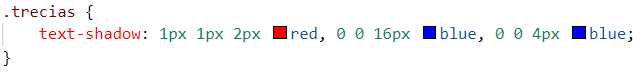 .trecias {
    text-shadow: 1px 1px 2px red, 0 0 16px blue, 0 0 4px blue;
}